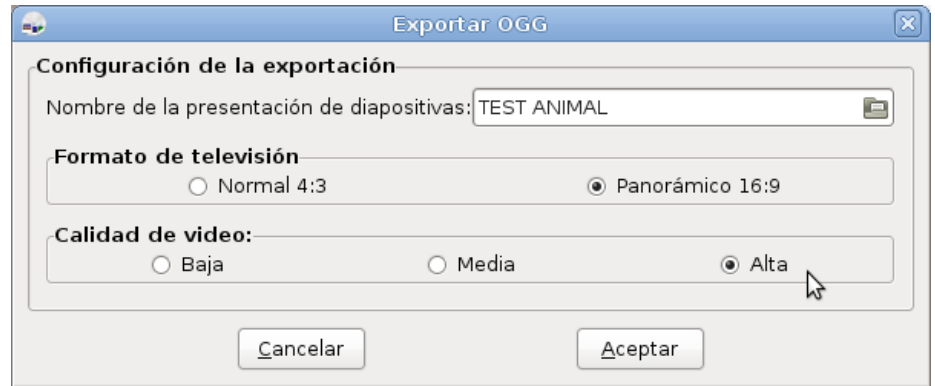 Exportar OGG
Configuración de la exportación
Nombre de la presentación de diapositivas: TEST ANIMAL
Formato de televisión
Normal 4:3 Panorámico 16:9
Calidad de video:
Baja Media Alta
Cancelar Aceptar